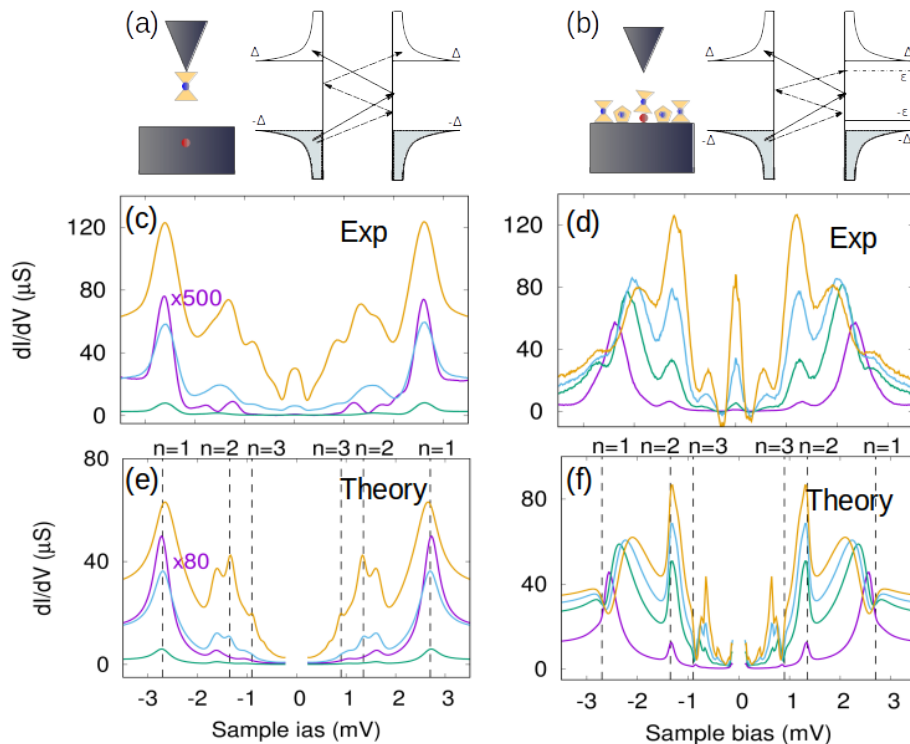 (a)
Δ
Δ
-Δ
-Δ
(b)
Δ
Δ
ε
-ε
-Δ
-Δ
(c)
Exp
x500
120
80
40
0
dI/dV (µS)
(d)
Exp
120
80
40
0
n=1 n=2 n=3 n=3 n=2 n=1
(e)
Theory
x80
80
40
0
dI/dV (µS)
-3 -2 -1 0 1 2 3
Sample ias (mV)
n=1 n=2 n=3 n=3 n=2 n=1
(f)
Theory
80
40
0
-3 -2 -1 0 1 2 3
Sample bias (mV)